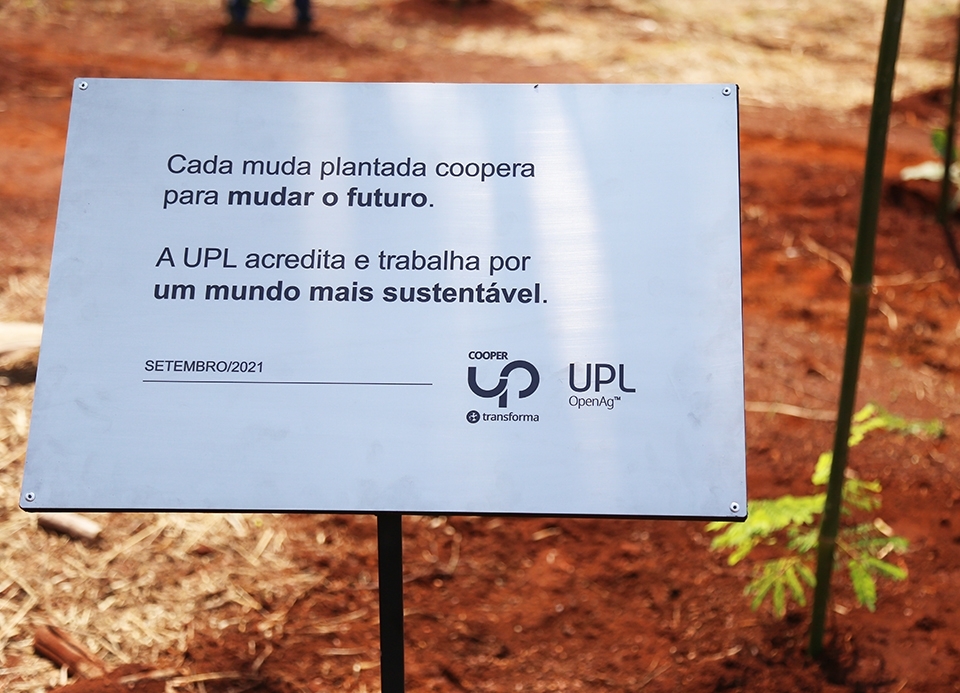 Cada muda plantada coopera
para mudar o futuro.
A UPL acredita e trabalha por
um mundo mais sustentável.
SETEMBRO/2021
COOPER
up
transforma
UPL
OpenAg™